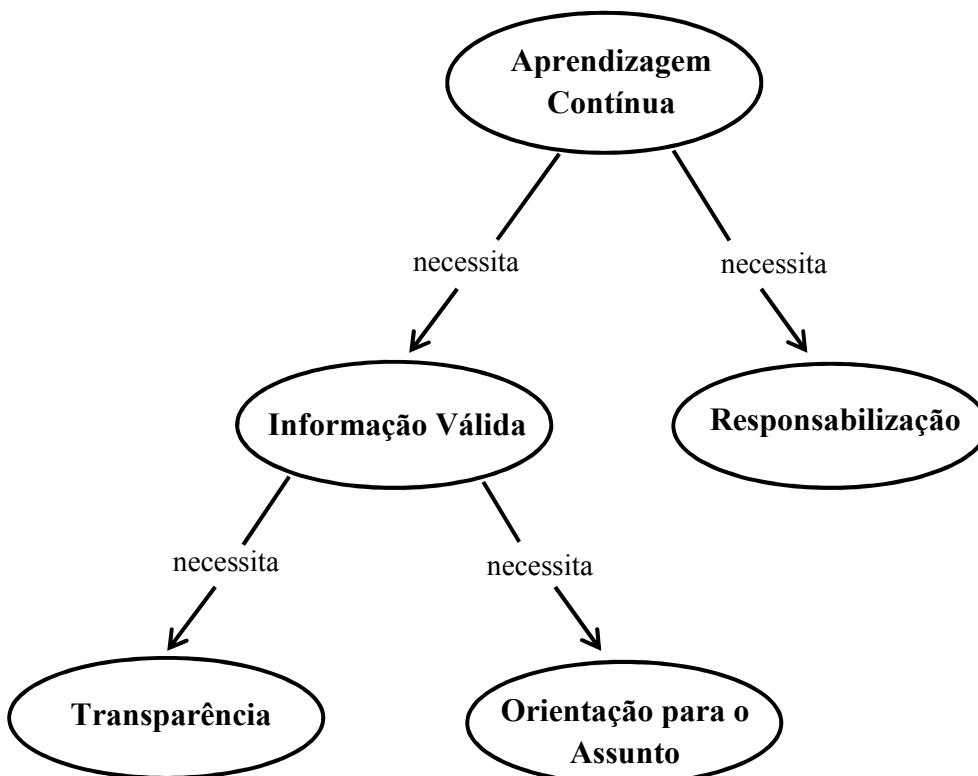 Aprendizagem
Contínua
necessita
necessita
Informação Válida
Responsabilização
necessita
necessita
Transparência
Orientação para o
Assunto